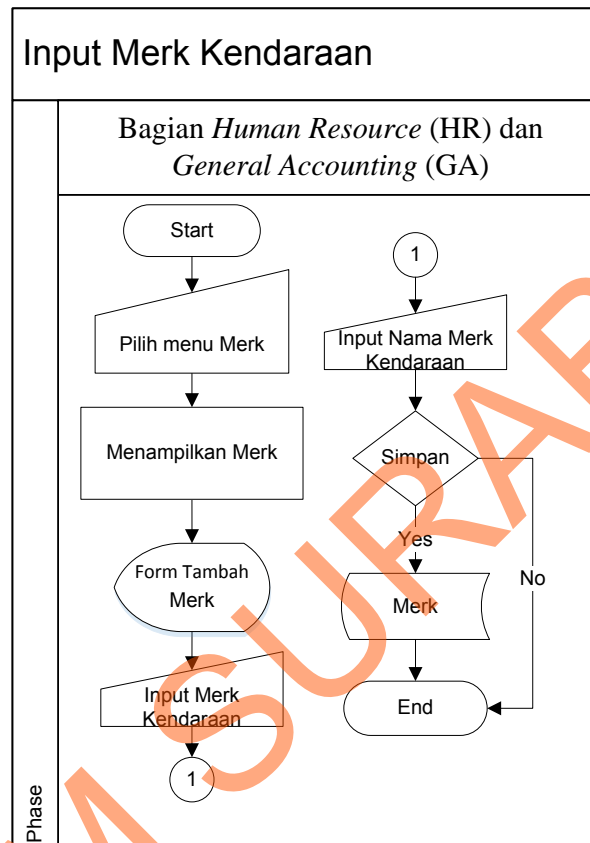 Input Merk Kendaraan
Bagian Human Resource (HR) dan
General Accounting (GA)
Phase
Start
Pilih menu Merk
Menampilkan Merk
Form Tambah
Merk
Input Merk
Kendaraan
1
1
Input Nama Merk
Kendaraan
Simpan
Yes
No
Merk
End
M SURAB